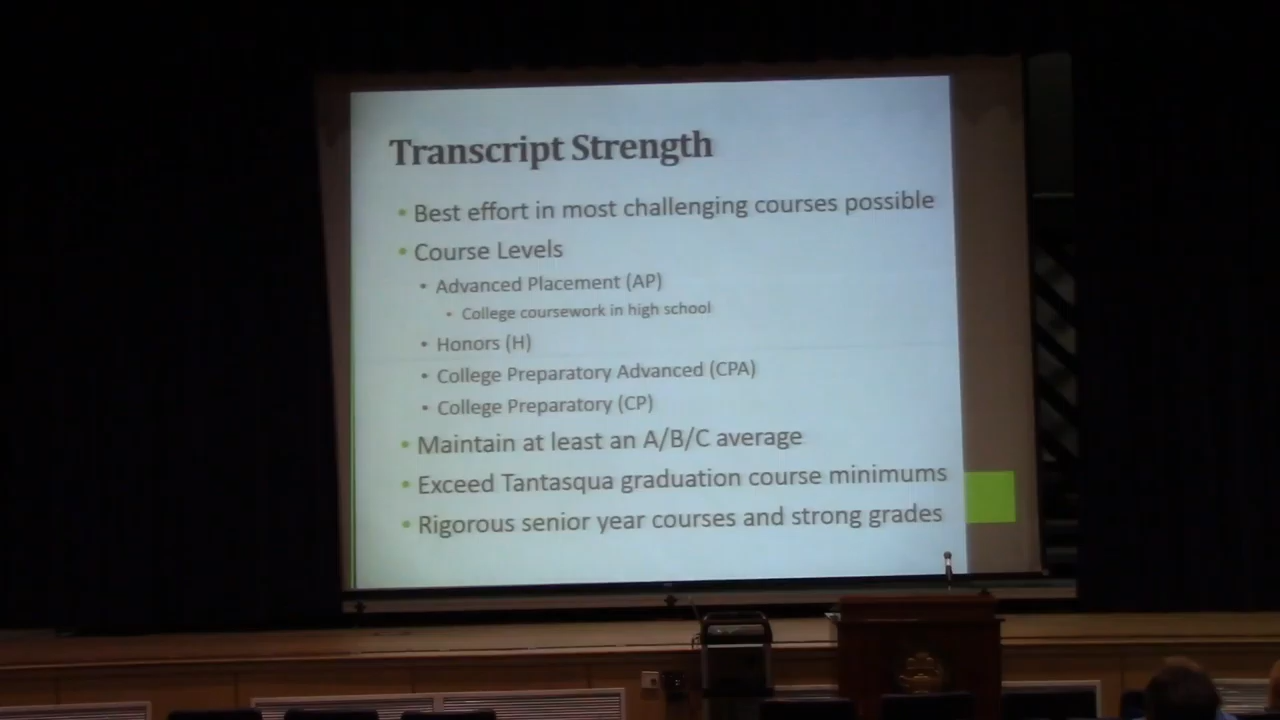 Transcript Strength
• Best effort in most challenging courses possible
• Course Levels
• Advanced Placement (AP)
• College coursework in high school
• Honors (H)
• College Preparatory Advanced (CPA)
• College Preparatory (CP)
• Maintain at least an A/B/C average
• Exceed Tantasqua graduation course minimums
• Rigorous senior year courses and strong grades